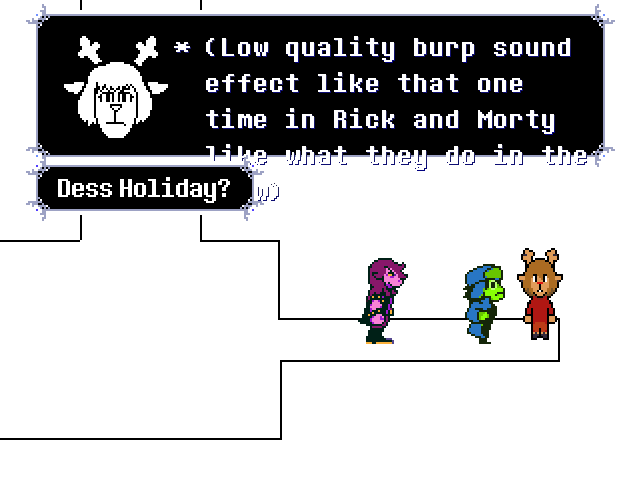 * (Low quality burp sound
effect like that one
time in Rick and Morty
like what they do in the
w)
Dess Holiday?